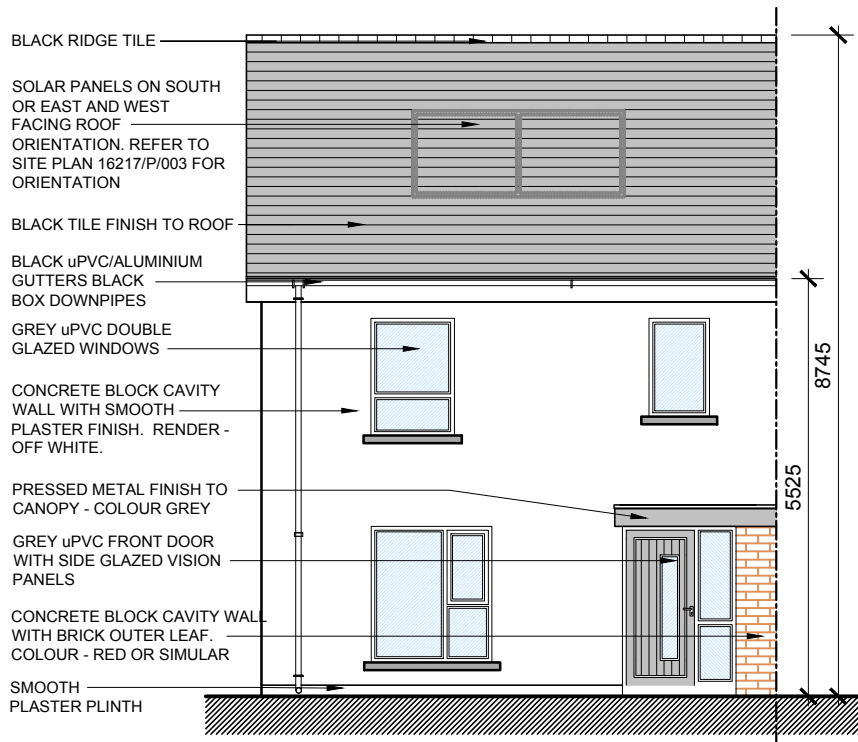 BLACK RIDGE TILE
SOLAR PANELS ON SOUTH
OR EAST AND WEST
FACING ROOF
ORIENTATION. REFER TO
SITE PLAN 16217/P/003 FOR
ORIENTATION
BLACK TILE FINISH TO ROOF
BLACK uPVC/ALUMINIUM
GUTTERS BLACK
BOX DOWNPIPES
GREY uPVC DOUBLE
GLAZED WINDOWS
CONCRETE BLOCK CAVITY
WALL WITH SMOOTH
PLASTER FINISH. RENDER -
OFF WHITE.
PRESSED METAL FINISH TO
CANOPY - COLOUR GREY
GREY uPVC FRONT DOOR
WITH SIDE GLAZED VISION
PANELS
CONCRETE BLOCK CAVITY WALL
WITH BRICK OUTER LEAF.
COLOUR - RED OR SIMULAR
SMOOTH
PLASTER PLINTH
5525
8745